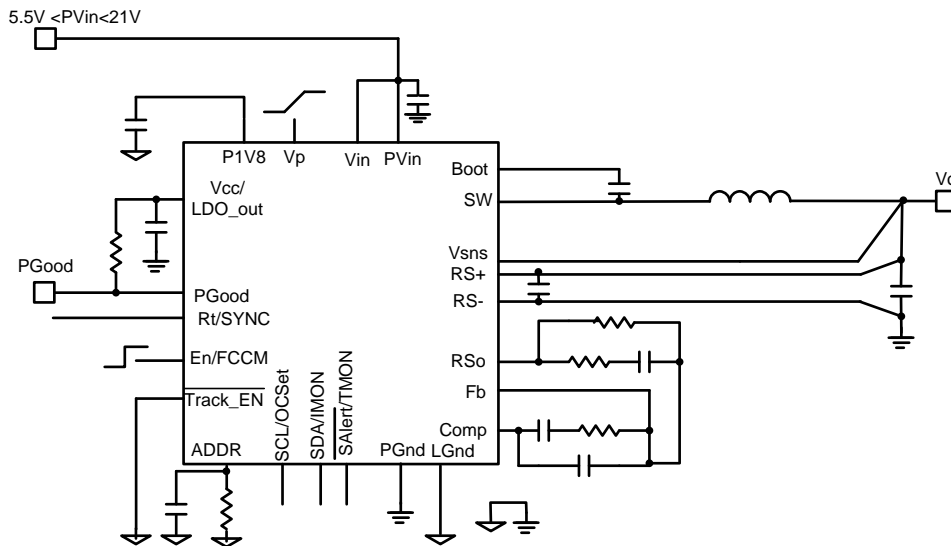 5.5V <PVin<21V
P1V8
Vp
Vin
PVin
Vcc/
LDO_out
Boot
SW
Vo
Vsns
RS+
RS-
PGood
PGood
Rt/SYNC
En/FCCM
Track_EN
RSo
Fb
Comp
ADDR
SCL/OCSet
SDA/IMON
SAlert/TMON
PGnd
LGnd